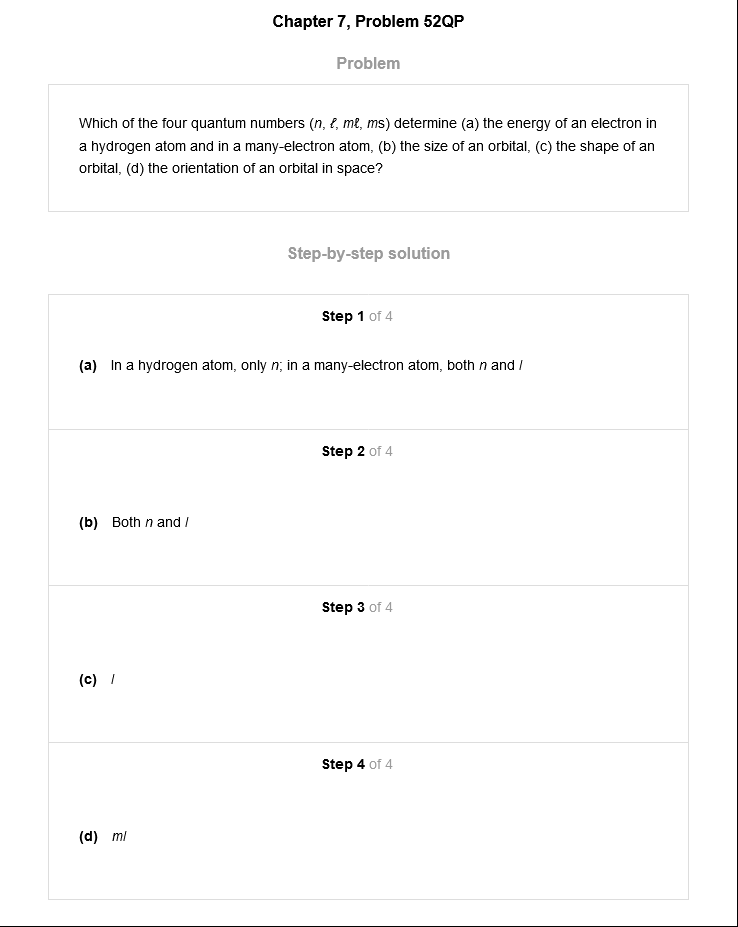 Chapter 7, Problem 52QP
Problem
Which of the four quantum numbers (n, ℓ, mℓ, ms) determine (a) the energy of an electron in
a hydrogen atom and in a many-electron atom, (b) the size of an orbital, (c) the shape of an
orbital, (d) the orientation of an orbital in space?
Step-by-step solution
Step 1 of 4
(a) In a hydrogen atom, only n; in a many-electron atom, both n and l
Step 2 of 4
(b) Both n and l
Step 3 of 4
(c) l
Step 4 of 4
(d) ml